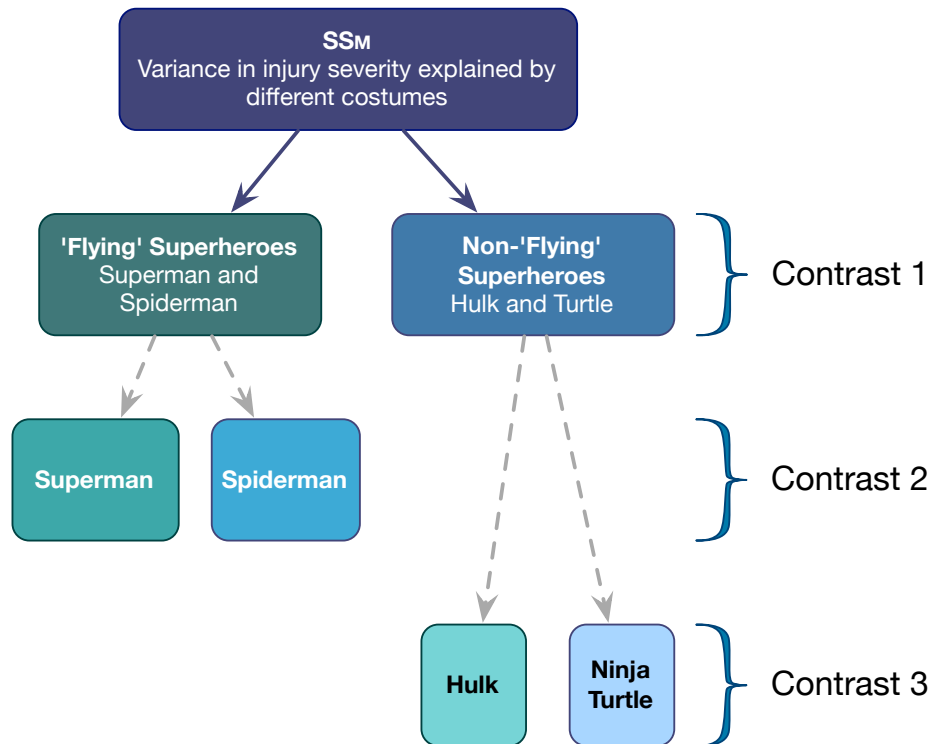 SSM
Variance in injury severity explained by
different costumes
'Flying' Superheroes
Superman and
Spiderman
Non-'Flying'
Superheroes
Hulk and Turtle
Contrast 1
Superman
Spiderman
Contrast 2
Hulk
Ninja
Turtle
Contrast 3